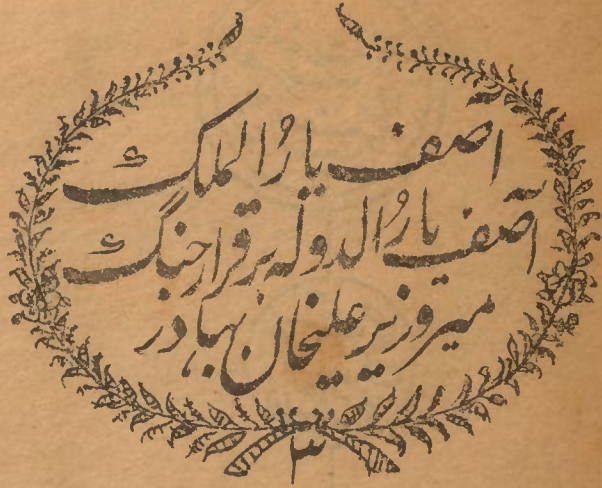 آصف یارُ الملک
آصف یارُ الدولہ برقرار جنگ
میر وزیر علیخان بہادر
۳